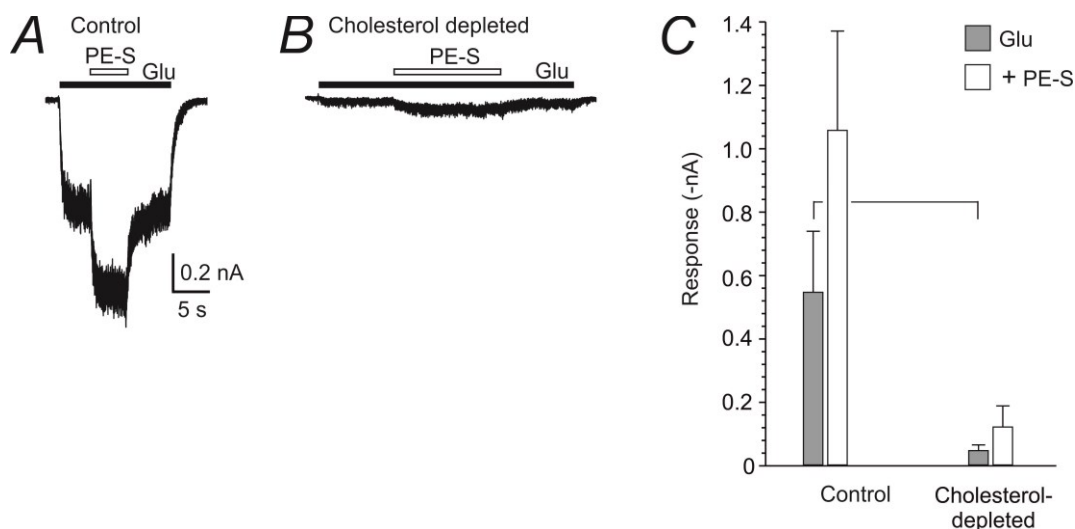 A
Control
PE-S
Glu
0.2 nA
5 s
B
Cholesterol depleted
PE-S
Glu
C
Response (-nA)
1.4
1.2
1.0
0.8
0.6
0.4
0.2
0
Glu
+ PE-S
Control
Cholesterol-
depleted